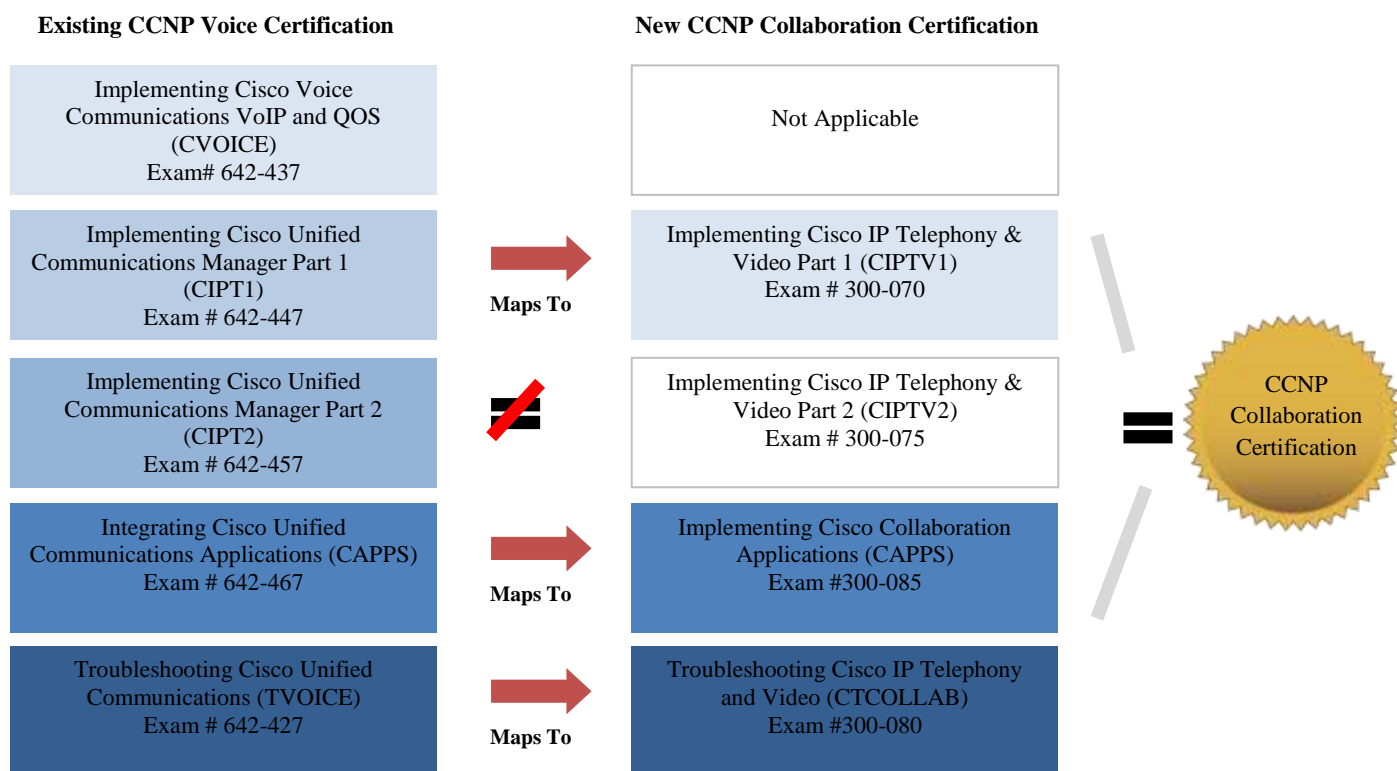 Existing CCNP Voice Certification
New CCNP Collaboration Certification
Implementing Cisco Voice
Communications VoIP and QOS
(CVOICE)
Exam# 642-437
Not Applicable
Implementing Cisco Unified
Communications Manager Part 1
(CIPT1)
Exam # 642-447
Maps To
Implementing Cisco IP Telephony &
Video Part 1 (CIPTV1)
Exam # 300-070
Implementing Cisco Unified
Communications Manager Part 2
(CIPT2)
Exam # 642-457
Implementing Cisco IP Telephony &
Video Part 2 (CIPTV2)
Exam # 300-075
CCNP
Collaboration
Certification
Integrating Cisco Unified
Communications Applications (CAPPS)
Exam # 642-467
Maps To
Implementing Cisco Collaboration
Applications (CAPPS)
Exam #300-085
Troubleshooting Cisco Unified
Communications (TVOICE)
Exam # 642-427
Maps To
Troubleshooting Cisco IP Telephony
and Video (CTCOLLAB)
Exam #300-080